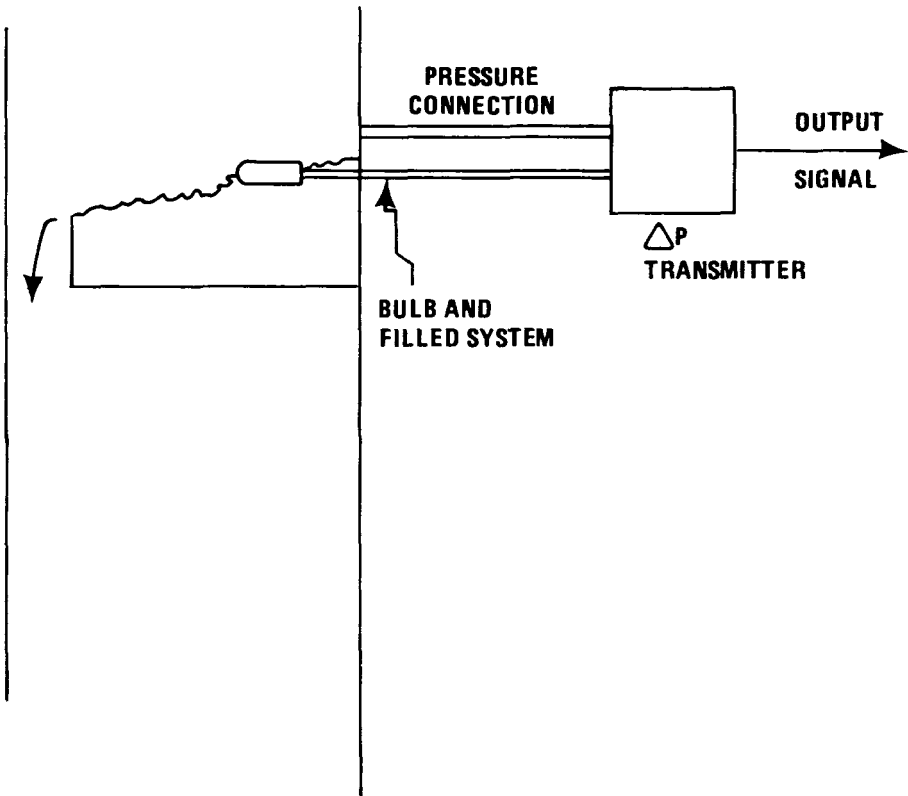 PRESSURE
CONNECTION
OUTPUT
SIGNAL
△P
TRANSMITTER
BULB AND
FILLED SYSTEM